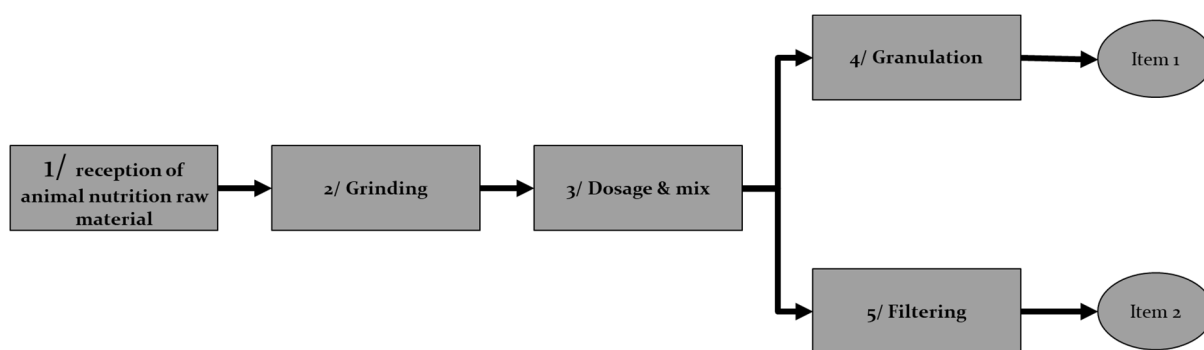 1/ reception of
animal nutrition raw
material
2/ Grinding
3/ Dosage & mix
4/ Granulation
Item 1
5/ Filtering
Item 2